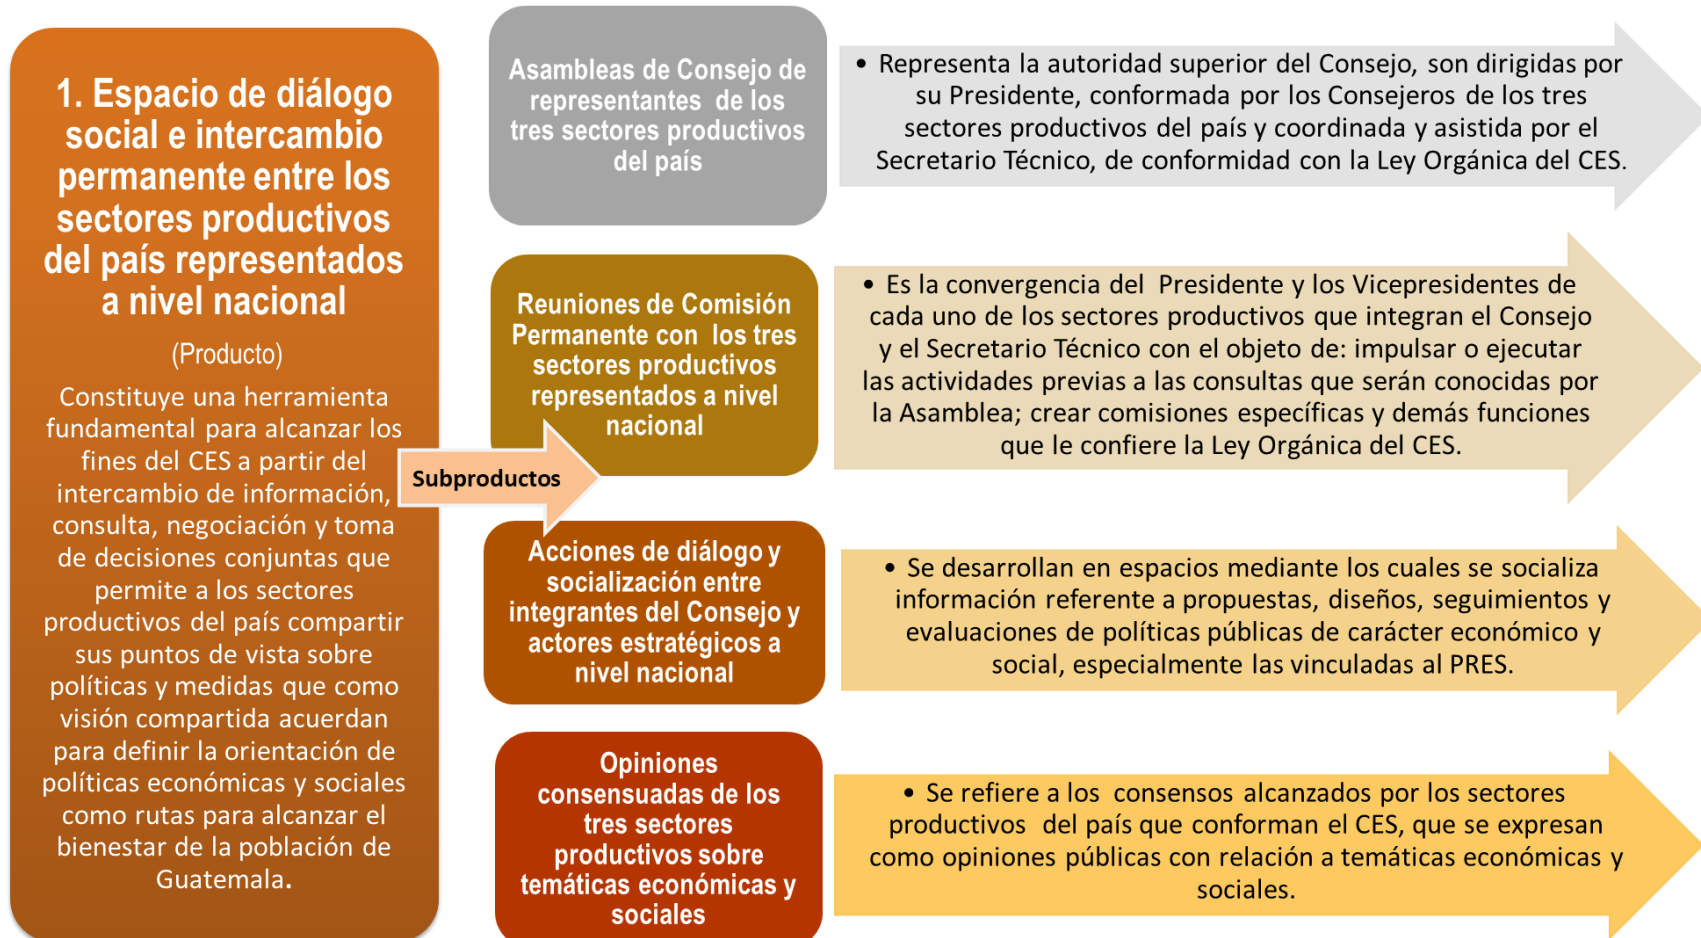 1. Espacio de diálogo
social e intercambio
permanente entre los
sectores productivos
del país representados
a nivel nacional
(Producto)
Constituye una herramienta
fundamental para alcanzar los
fines del CES a partir del
intercambio de información,
consulta, negociación y toma
de decisiones conjuntas que
permite a los sectores
productivos del país compartir
sus puntos de vista sobre
políticas y medidas que como
visión compartida acuerdan
para definir la orientación de
políticas económicas y sociales
como rutas para alcanzar el
bienestar de la población de
Guatemala.
Subproductos
Asambleas de Consejo de
representantes de los
tres sectores productivos
del país
• Representa la autoridad superior del Consejo, son dirigidas por
su Presidente, conformada por los Consejeros de los tres
sectores productivos del país y coordinada y asistida por el
Secretario Técnico, de conformidad con la Ley Orgánica del CES.
Reuniones de Comisión
Permanente con los tres
sectores productivos
representados a nivel
nacional
• Es la convergencia del Presidente y los Vicepresidentes de
cada uno de los sectores productivos que integran el Consejo
y el Secretario Técnico con el objeto de: impulsar o ejecutar
las actividades previas a las consultas que serán conocidas por
la Asamblea; crear comisiones específicas y demás funciones
que le confiere la Ley Orgánica del CES.
Acciones de diálogo y
socialización entre
integrantes del Consejo y
actores estratégicos a
nivel nacional
• Se desarrollan en espacios mediante los cuales se socializa
información referente a propuestas, diseños, seguimientos y
evaluaciones de políticas públicas de carácter económico y
social, especialmente las vinculadas al PRES.
Opiniones
consensuadas de los
tres sectores
productivos sobre
temáticas económicas y
sociales
• Se refiere a los consensos alcanzados por los sectores
productivos del país que conforman el CES, que se expresan
como opiniones públicas con relación a temáticas económicas y
sociales.